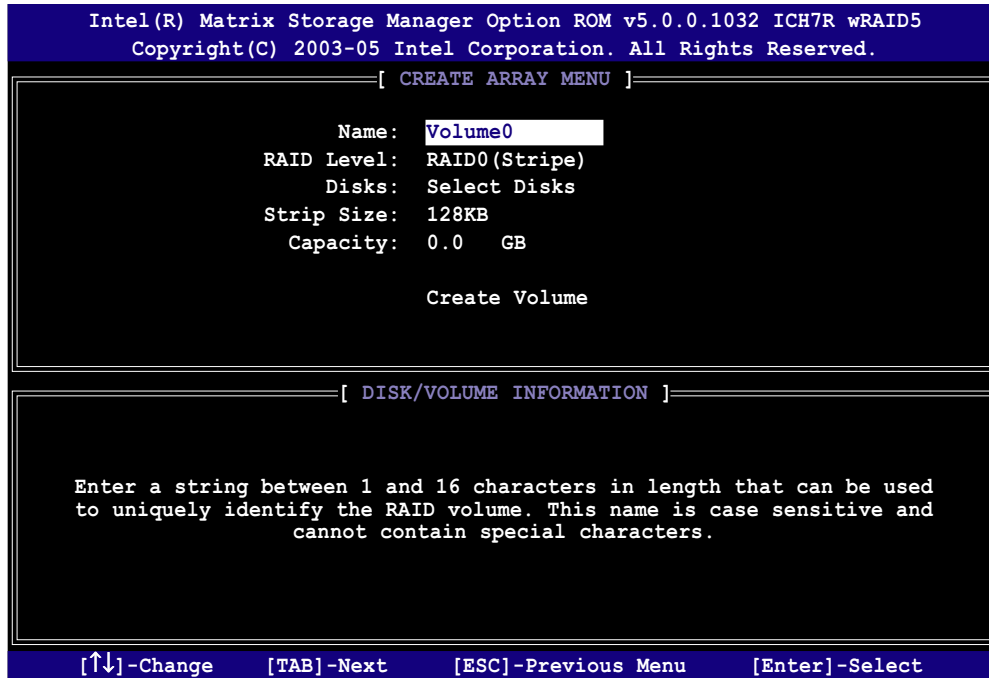 Intel(R) Matrix Storage Manager Option ROM v5.0.0.1032 ICH7R wRAID5
Copyright(C) 2003-05 Intel Corporation. All Rights Reserved.
[ CREATE ARRAY MENU ]
Name: Volume0
RAID Level: RAID0(Stripe)
Disks: Select Disks
Strip Size: 128KB
Capacity: 0.0 GB
Create Volume
[ DISK/VOLUME INFORMATION ]
Enter a string between 1 and 16 characters in length that can be used
to uniquely identify the RAID volume. This name is case sensitive and
cannot contain special characters.
[↑↓]-Change [TAB]-Next [ESC]-Previous Menu [Enter]-Select